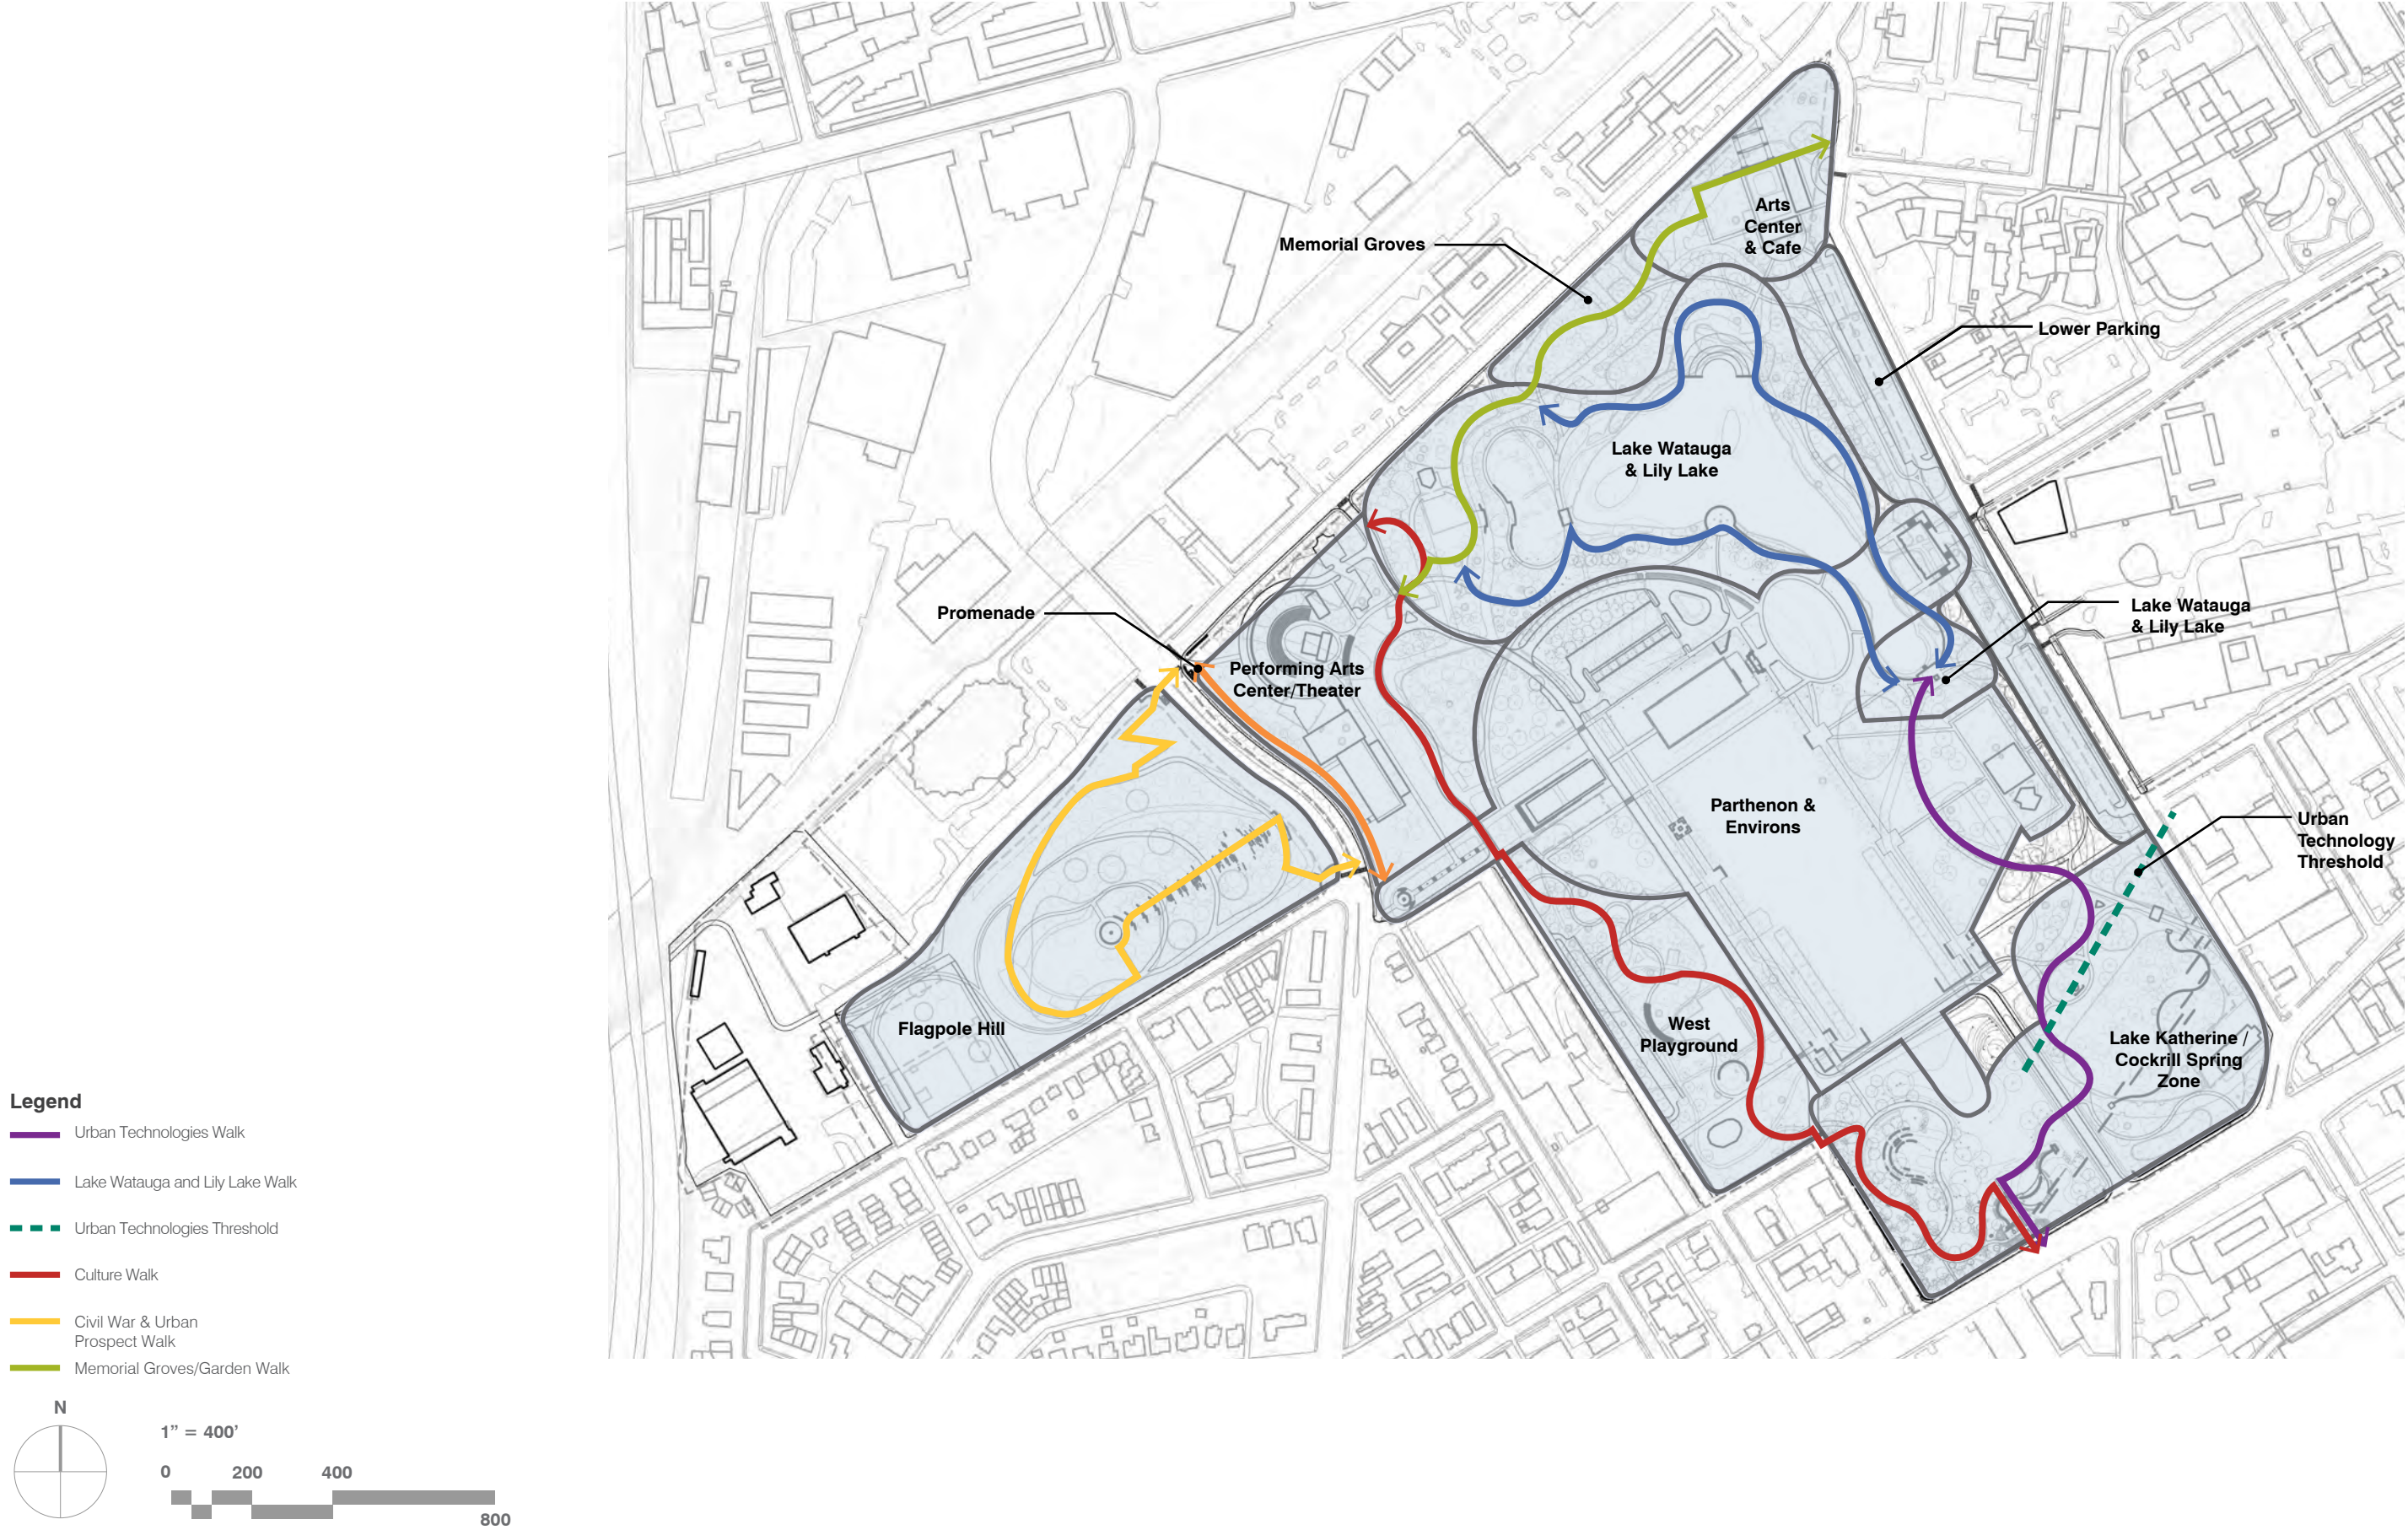 Arts
Center
& Cafe
Memorial Groves
Lower Parking
Lake Watauga
& Lily Lake
Promenade
Lake Watauga
& Lily Lake
Performing Arts
Center/Theater
Parthenon &
Environs
Urban
Technology
Threshold
Flagpole Hill
West
Playground
Lake Katherine /
Cockrill Spring
Zone
Legend
Urban Technologies Walk
Lake Watauga and Lily Lake Walk
Urban Technologies Threshold
Culture Walk
Civil War & Urban
Prospect Walk
Memorial Groves/Garden Walk
N
1” = 400’
0 200 400
800